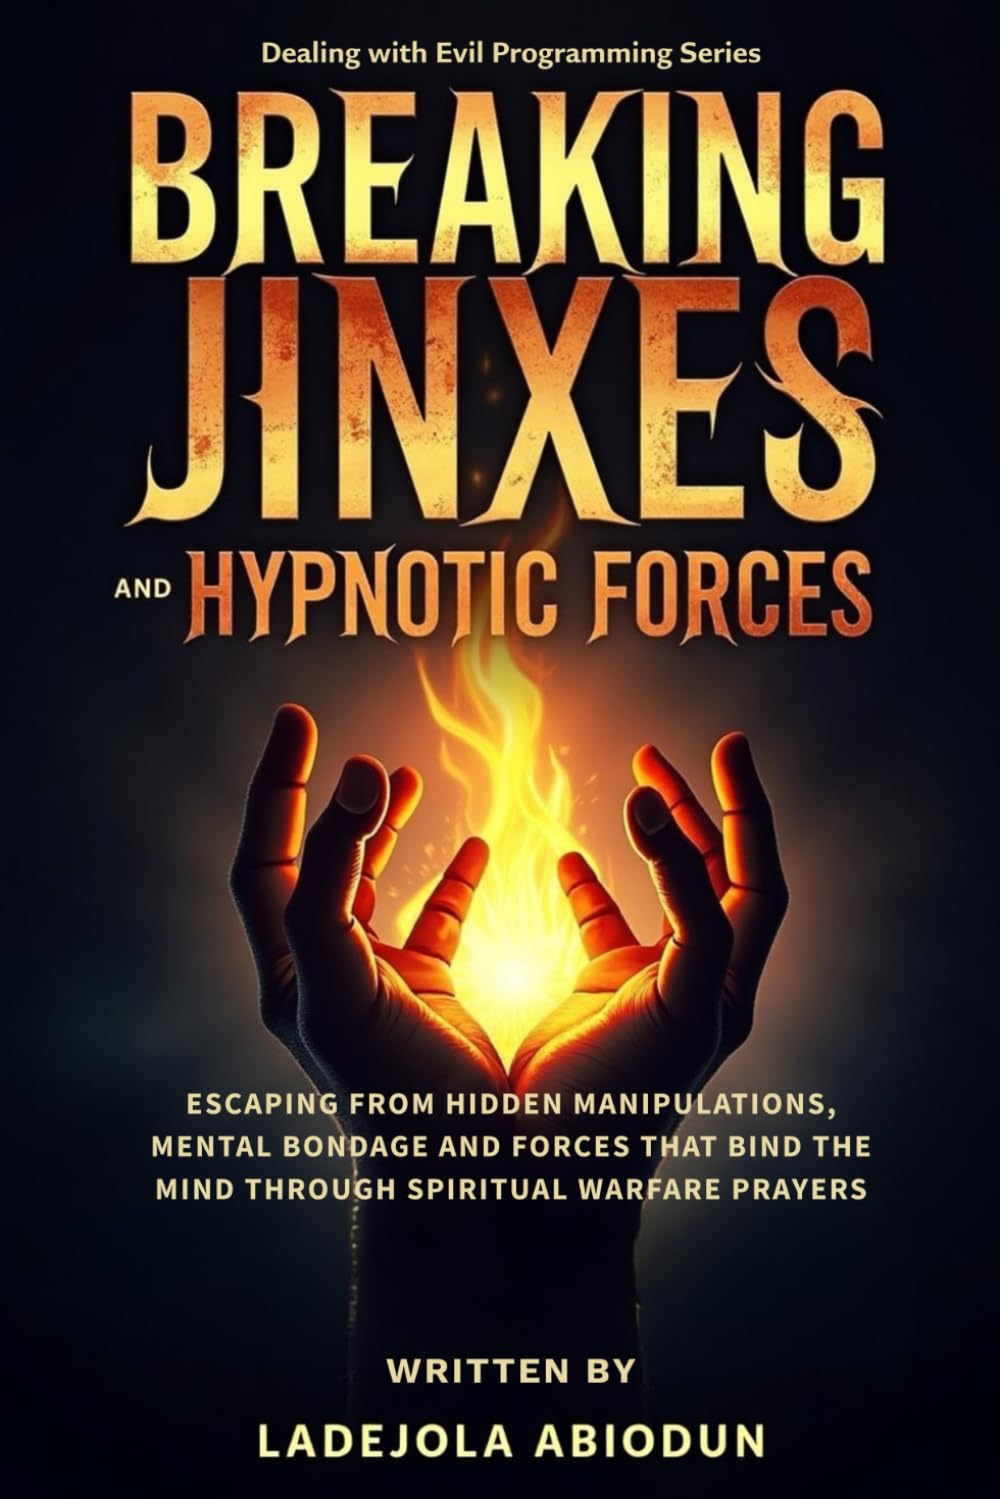 Dealing with Evil Programming Series
BREAKING
JINXES
AND HYPNOTIC FORCES
ESCAPING FROM HIDDEN MANIPULATIONS,
MENTAL BONDAGE AND FORCES THAT BIND THE
MIND THROUGH SPIRITUAL WARFARE PRAYERS
WRITTEN BY
LADEJOLA ABIODUN